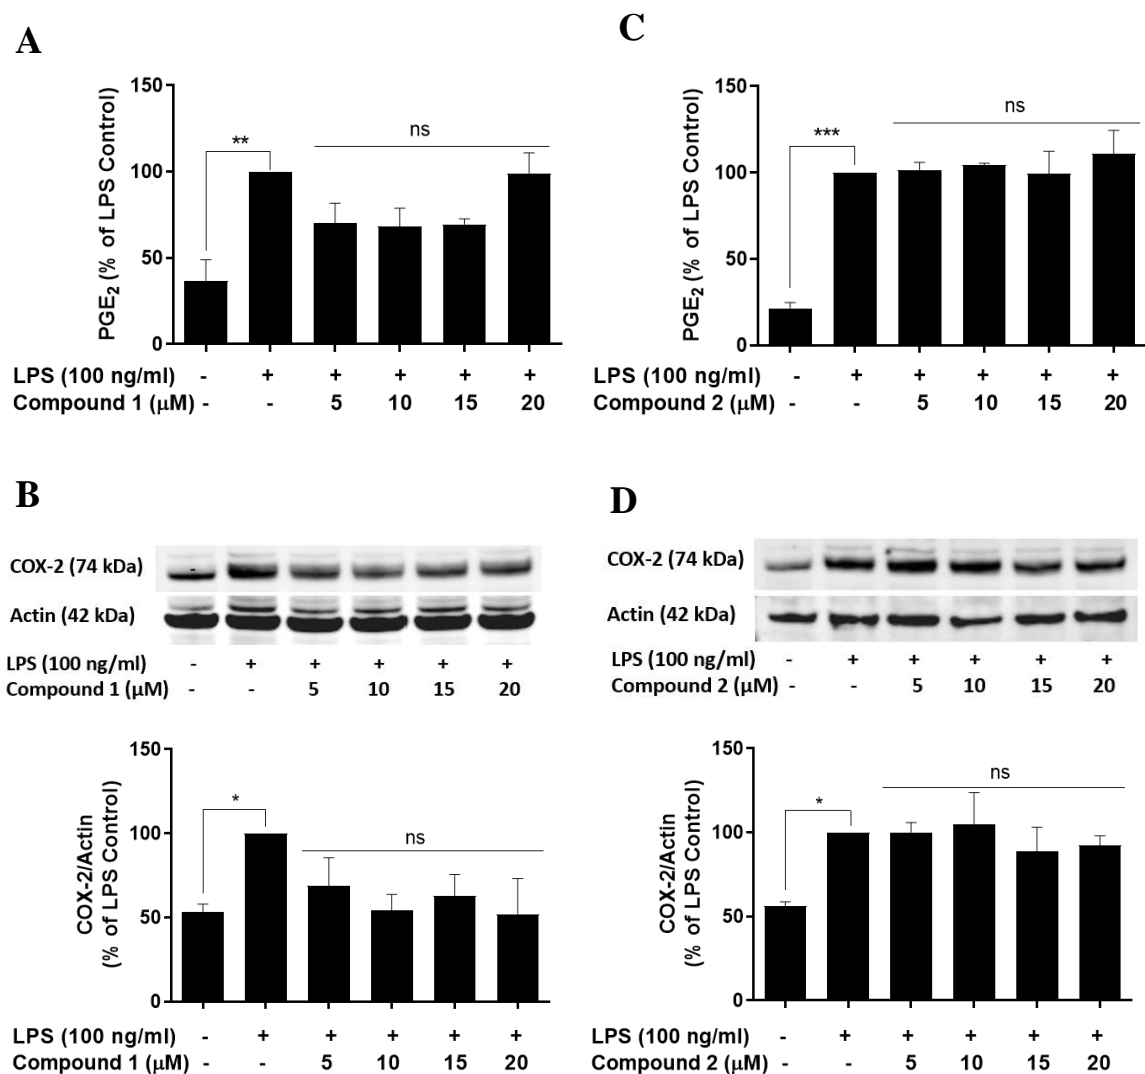 A
150
100
50
0
PGE2 (% of LPS Control)
**
ns
LPS (100 ng/ml) - + + + + +
Compound 1 (μM) - - 5 10 15 20
C
150
100
50
0
PGE2 (% of LPS Control)
***
ns
LPS (100 ng/ml) - + + + + +
Compound 2 (μM) - - 5 10 15 20
B
COX-2 (74 kDa)
Actin (42 kDa)
LPS (100 ng/ml) - + + + + +
Compound 1 (μM) - - 5 10 15 20
150
100
50
0
COX-2/Actin
(% of LPS Control)
*
ns
LPS (100 ng/ml) - + + + + +
Compound 1 (μM) - - 5 10 15 20
D
COX-2 (74 kDa)
Actin (42 kDa)
LPS (100 ng/ml) - + + + + +
Compound 2 (μM) - - 5 10 15 20
150
100
50
0
COX-2/Actin
(% of LPS Control)
*
ns
LPS (100 ng/ml) - + + + + +
Compound 2 (μM) - - 5 10 15 20